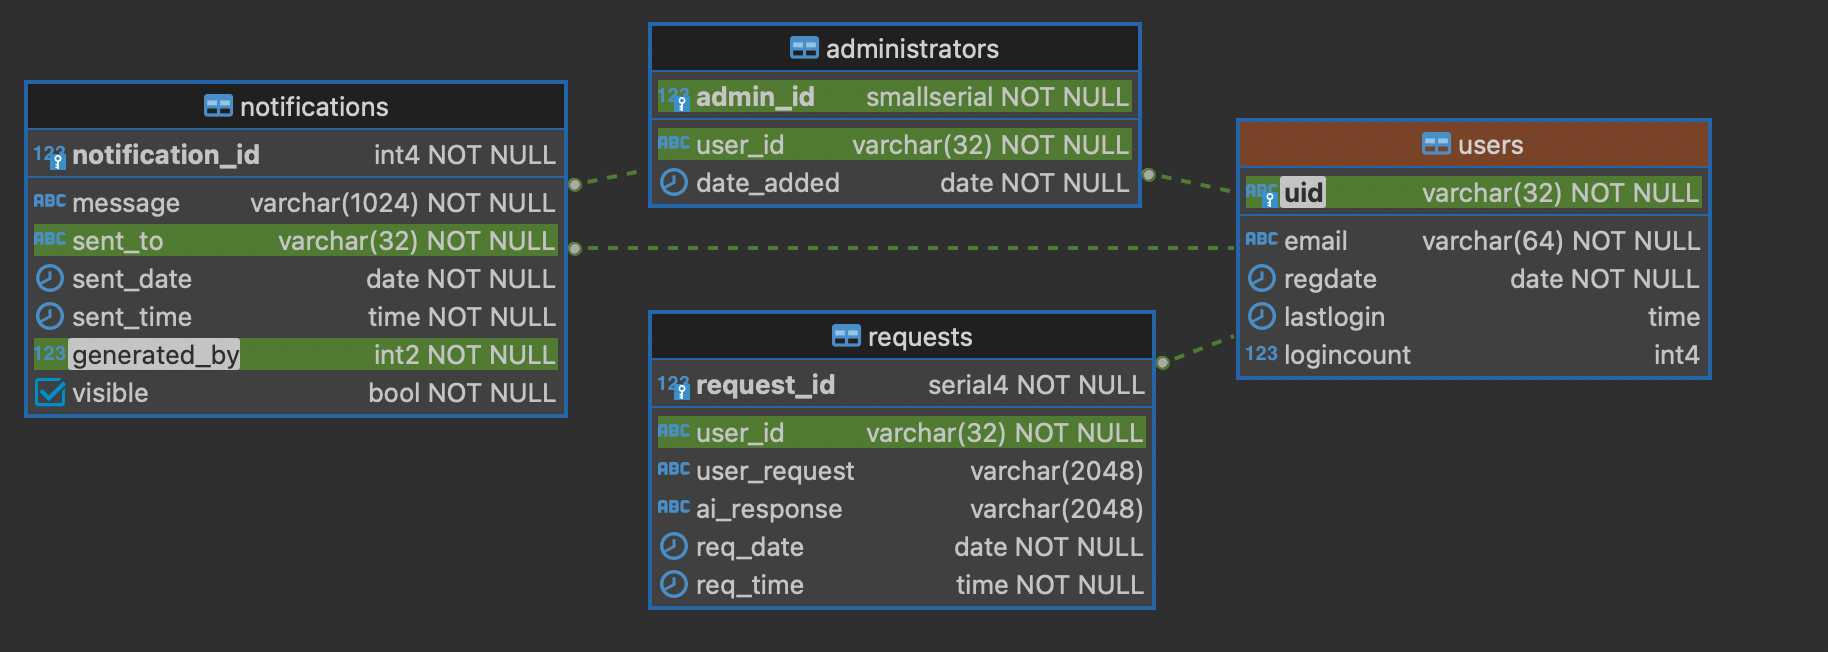 notifications
123 notification_id int4 NOT NULL
ABC message varchar(1024) NOT NULL
ABC sent_to varchar(32) NOT NULL
sent_date date NOT NULL
sent_time time NOT NULL
123 generated_by int2 NOT NULL
visible bool NOT NULL
administrators
123 admin_id smallserial NOT NULL
ABC user_id varchar(32) NOT NULL
date_added date NOT NULL
requests
123 request_id serial4 NOT NULL
ABC user_id varchar(32) NOT NULL
ABC user_request varchar(2048)
ABC ai_response varchar(2048)
req_date date NOT NULL
req_time time NOT NULL
users
ABC uid varchar(32) NOT NULL
ABC email varchar(64) NOT NULL
regdate date NOT NULL
lastlogin time
123 logincount int4